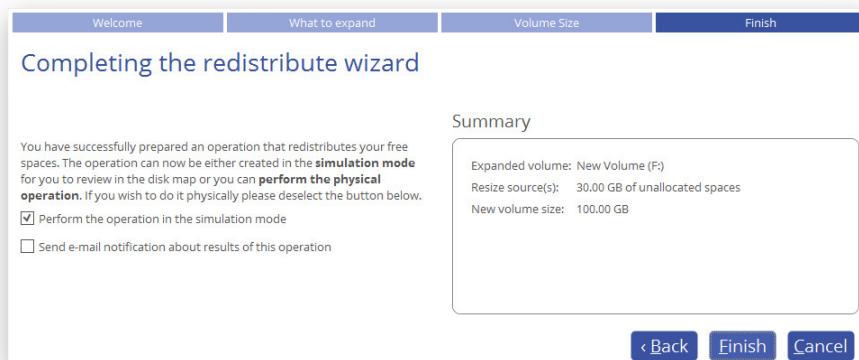 Welcome
What to expand
Volume Size
Finish
Completing the redistribute wizard
You have successfully prepared an operation that redistributes your free
spaces. The operation can now be either created in the simulation mode
for you to review in the disk map or you can perform the physical
operation. If you wish to do it physically please deselect the button below.
Perform the operation in the simulation mode
Send e-mail notification about results of this operation
Summary
Expanded volume: New Volume (F:)
Resize source(s): 30.00 GB of unallocated spaces
New volume size: 100.00 GB
‹ Back
Finish
Cancel